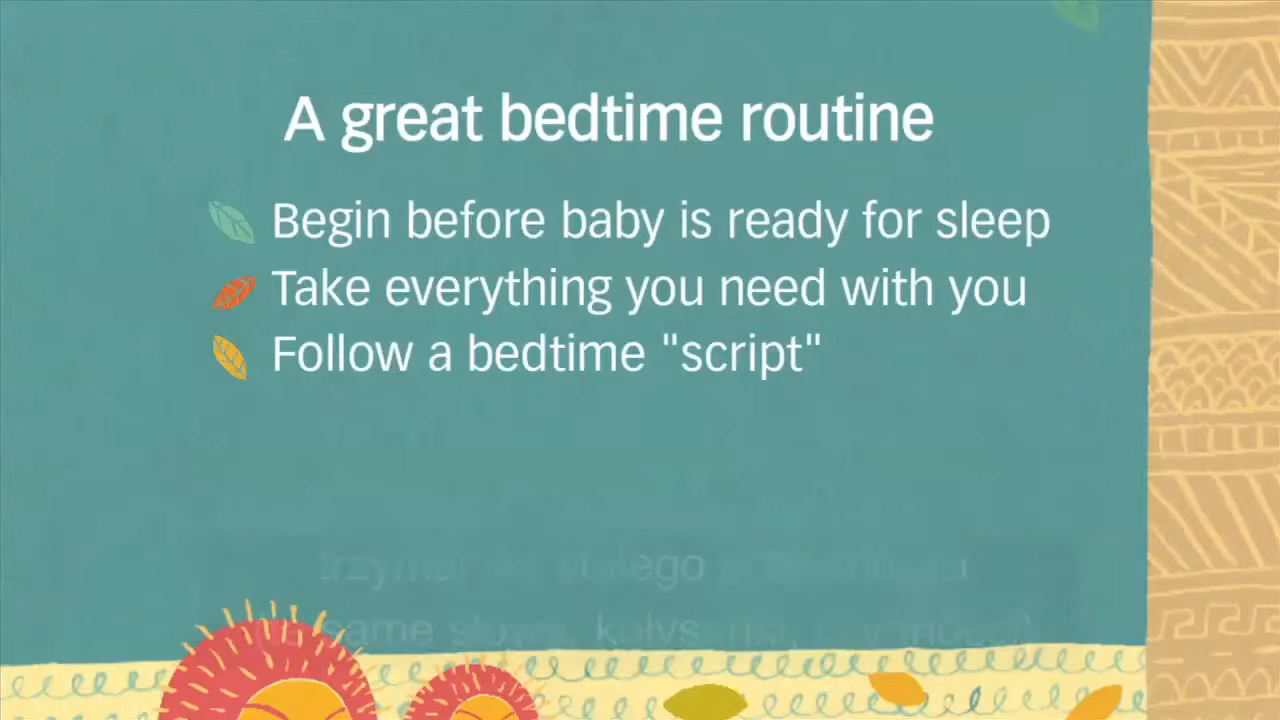 A great bedtime routine
Begin before baby is ready for sleep
Take everything you need with you
Follow a bedtime "script"
same